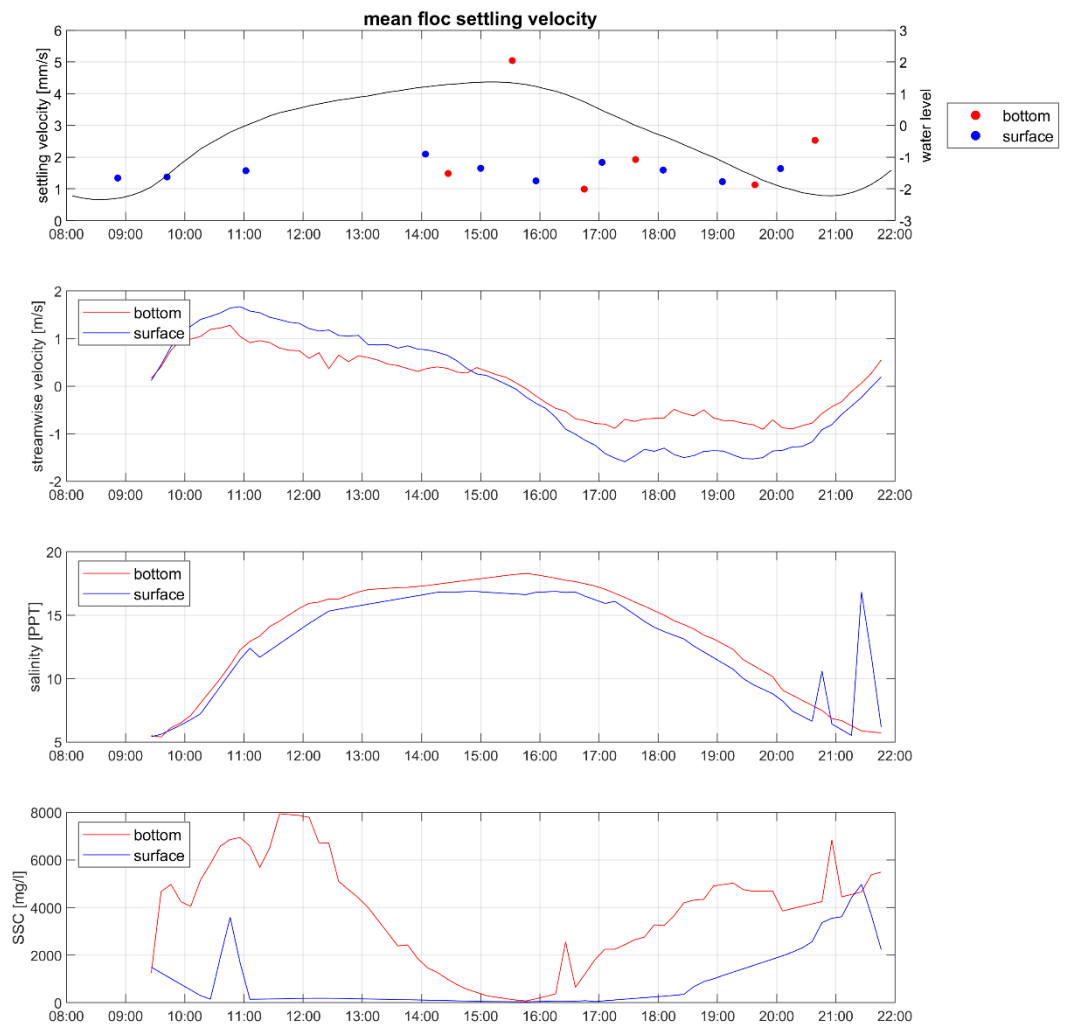 mean floc settling velocity
settling velocity [mm/s]
6
5
4
3
2
1
0
3
2
1
0
-1
-2
-3
water level
bottom
surface
08:00 09:00 10:00 11:00 12:00 13:00 14:00 15:00 16:00 17:00 18:00 19:00 20:00 21:00 22:00
streamwise velocity [m/s]
2
1
0
-1
-2
bottom
surface
08:00 09:00 10:00 11:00 12:00 13:00 14:00 15:00 16:00 17:00 18:00 19:00 20:00 21:00 22:00
salinity [PPT]
20
15
10
5
bottom
surface
08:00 09:00 10:00 11:00 12:00 13:00 14:00 15:00 16:00 17:00 18:00 19:00 20:00 21:00 22:00
SSC [mg/l]
8000
6000
4000
2000
0
bottom
surface
08:00 09:00 10:00 11:00 12:00 13:00 14:00 15:00 16:00 17:00 18:00 19:00 20:00 21:00 22:00